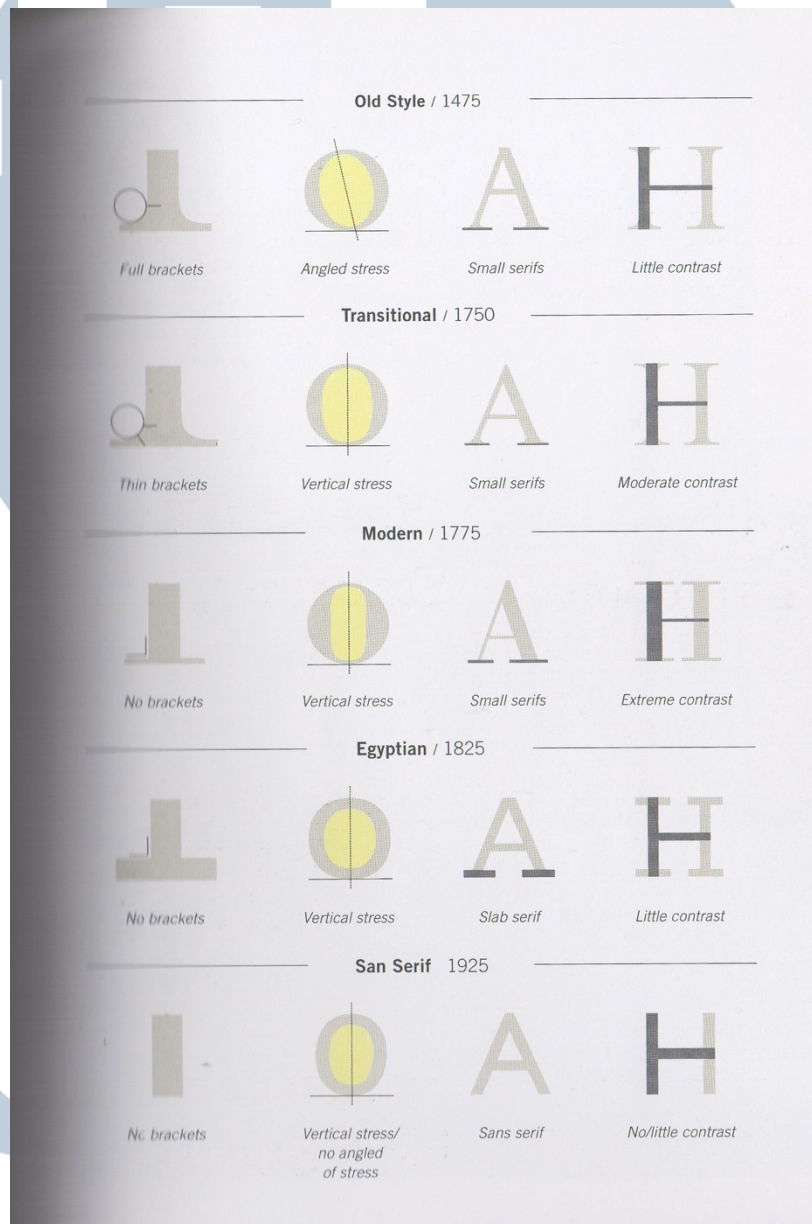 Old Style / 1475
Full brackets Angled stress Small serifs Little contrast
Transitional / 1750
Thin brackets Vertical stress Small serifs Moderate contrast
Modern / 1775
No brackets Vertical stress Small serifs Extreme contrast
Egyptian / 1825
No brackets Vertical stress Slab serif Little contrast
San Serif 1925
No brackets Vertical stress/ Sans serif No/little contrast
no angled
of stress